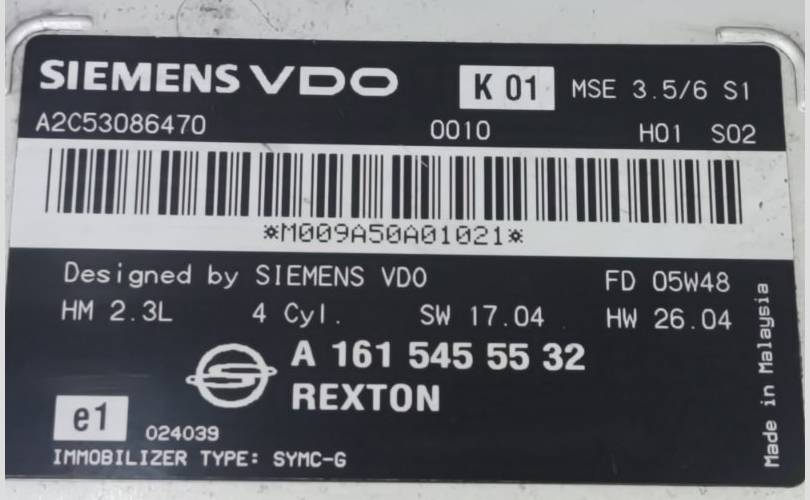 SIEMENS VDO K 01 MSE 3.5/6 S1
A2C53086470 0010 H01 S02
*M009A50A01021*
Designed by SIEMENS VDO FD 05W48
HM 2.3L 4 Cyl. SW 17.04 HW 26.04
A 161 545 55 32
REXTON
e1 024039
IMMOBILIZER TYPE: SYMC-G
Made in Malaysia